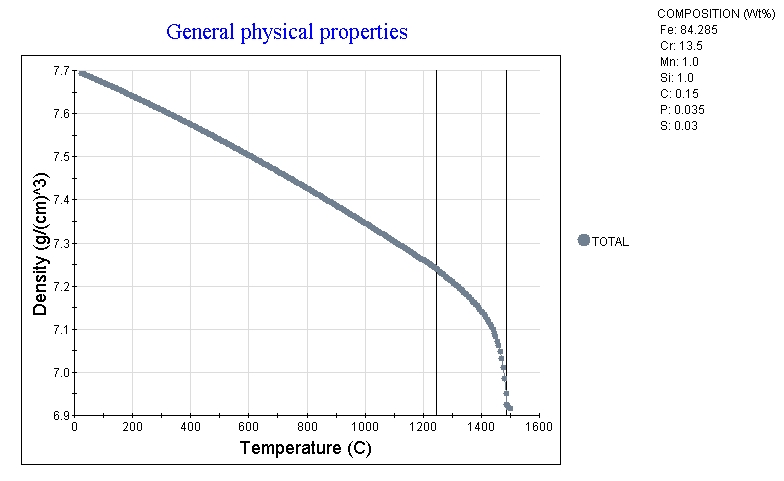 General physical properties
COMPOSITION (Wt%)
Fe: 84.285
Cr: 13.5
Mn: 1.0
Si: 1.0
C: 0.15
P: 0.035
S: 0.03
7.7
7.6
7.5
7.4
7.3
7.2
7.1
7.0
6.9
Density (g/(cm)^3)
0 200 400 600 800 1000 1200 1400 1600
Temperature (C)
TOTAL